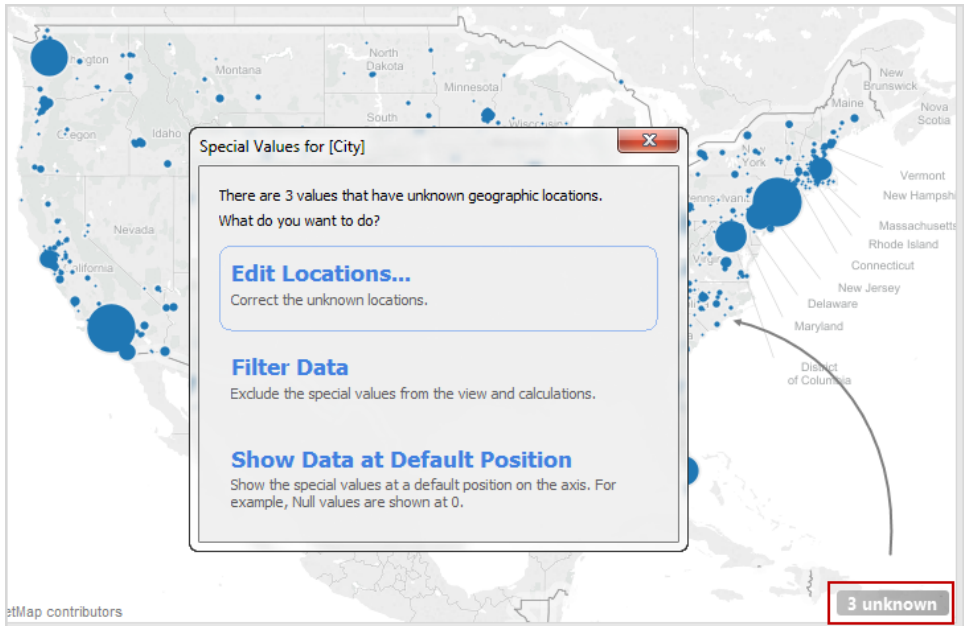 North
Dakota
Montana
Minnesota
New
Brunswick
Maine
Nova
Scotia
South
Idaho
Special Values for [City]
There are 3 values that have unknown geographic locations.
What do you want to do?
York
Vermont
New Hampsh
Nevada
Massachusetts
Rhode Island
Connecticut
Edit Locations...
Correct the unknown locations.
New Jersey
Delaware
Maryland
Filter Data
Exclude the special values from the view and calculations.
District
of Columbia
Show Data at Default Position
Show the special values at a default position on the axis. For
example, Null values are shown at 0.
3 unknown
etMap contributors